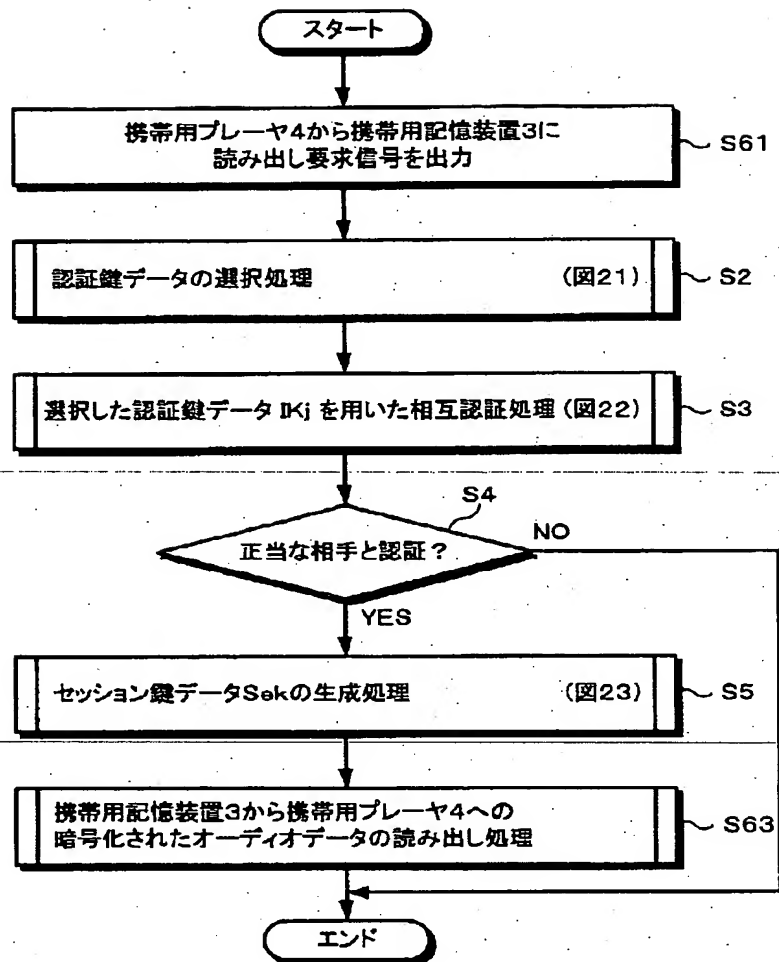 スタート
携帯用プレーヤ4から携帯用記憶装置3に
読み出し要求信号を出力
S61
認証鍵データの選択処理 (図21)
S2
選択した認証鍵データ IKj を用いた相互認証処理 (図22)
S3
S4
正当な相手と認証？
NO
YES
セッション鍵データSekの生成処理 (図23)
S5
携帯用記憶装置3から携帯用プレーヤ4への
暗号化されたオーディオデータの読み出し処理
S63
エンド